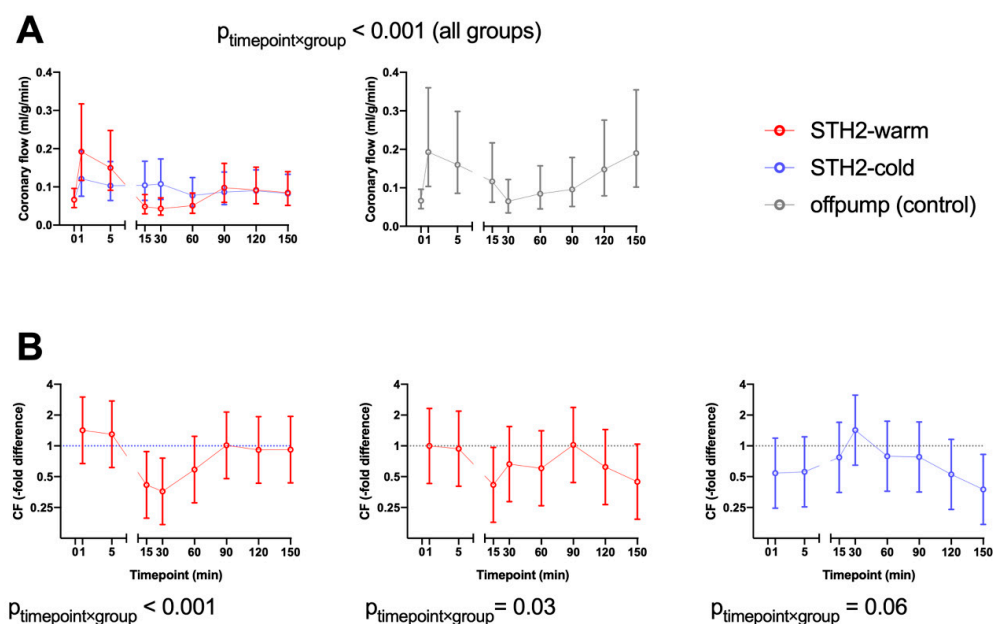 A
p timepoint×group < 0.001 (all groups)
Coronary flow (ml/g/min)
0.4
0.3
0.2
0.1
0.0
01 5 15 30 60 90 120 150
Coronary flow (ml/g/min)
0.4
0.3
0.2
0.1
0.0
01 5 15 30 60 90 120 150
STH2-warm
STH2-cold
offpump (control)
B
CF (-fold difference)
4
2
1
0.5
0.25
01 5 15 30 60 90 120 150
Timepoint (min)
p timepoint×group < 0.001
CF (-fold difference)
4
2
1
0.5
0.25
01 5 15 30 60 90 120 150
Timepoint (min)
p timepoint×group = 0.03
CF (-fold difference)
4
2
1
0.5
0.25
01 5 15 30 60 90 120 150
Timepoint (min)
p timepoint×group = 0.06